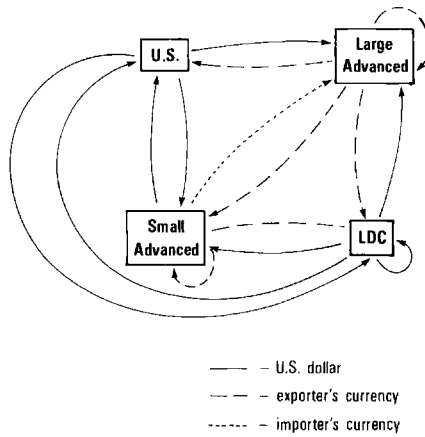 U.S.
Large
Advanced
Small
Advanced
LDC
– U.S. dollar
– exporter's currency
– importer's currency